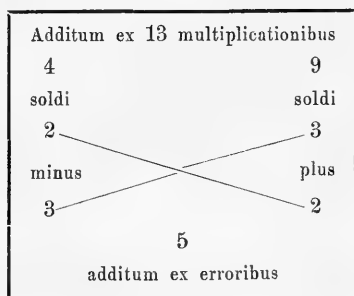 Additum ex 13 multiplicationibus
4 9
soldi soldi
2 3
minus plus
3 2
5
additum ex erroribus